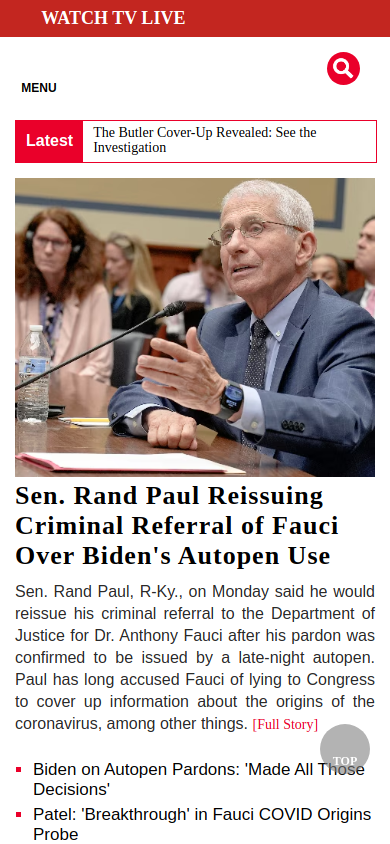 WATCH TV LIVE
MENU
Latest
The Butler Cover-Up Revealed: See the
Investigation
Sen. Rand Paul Reissuing
Criminal Referral of Fauci
Over Biden's Autopen Use
Sen. Rand Paul, R-Ky., on Monday said he would
reissue his criminal referral to the Department of
Justice for Dr. Anthony Fauci after his pardon was
confirmed to be issued by a late-night autopen.
Paul has long accused Fauci of lying to Congress
to cover up information about the origins of the
coronavirus, among other things. [Full Story]
TOP
Biden on Autopen Pardons: 'Made All Those
Decisions'
Patel: 'Breakthrough' in Fauci COVID Origins
Probe